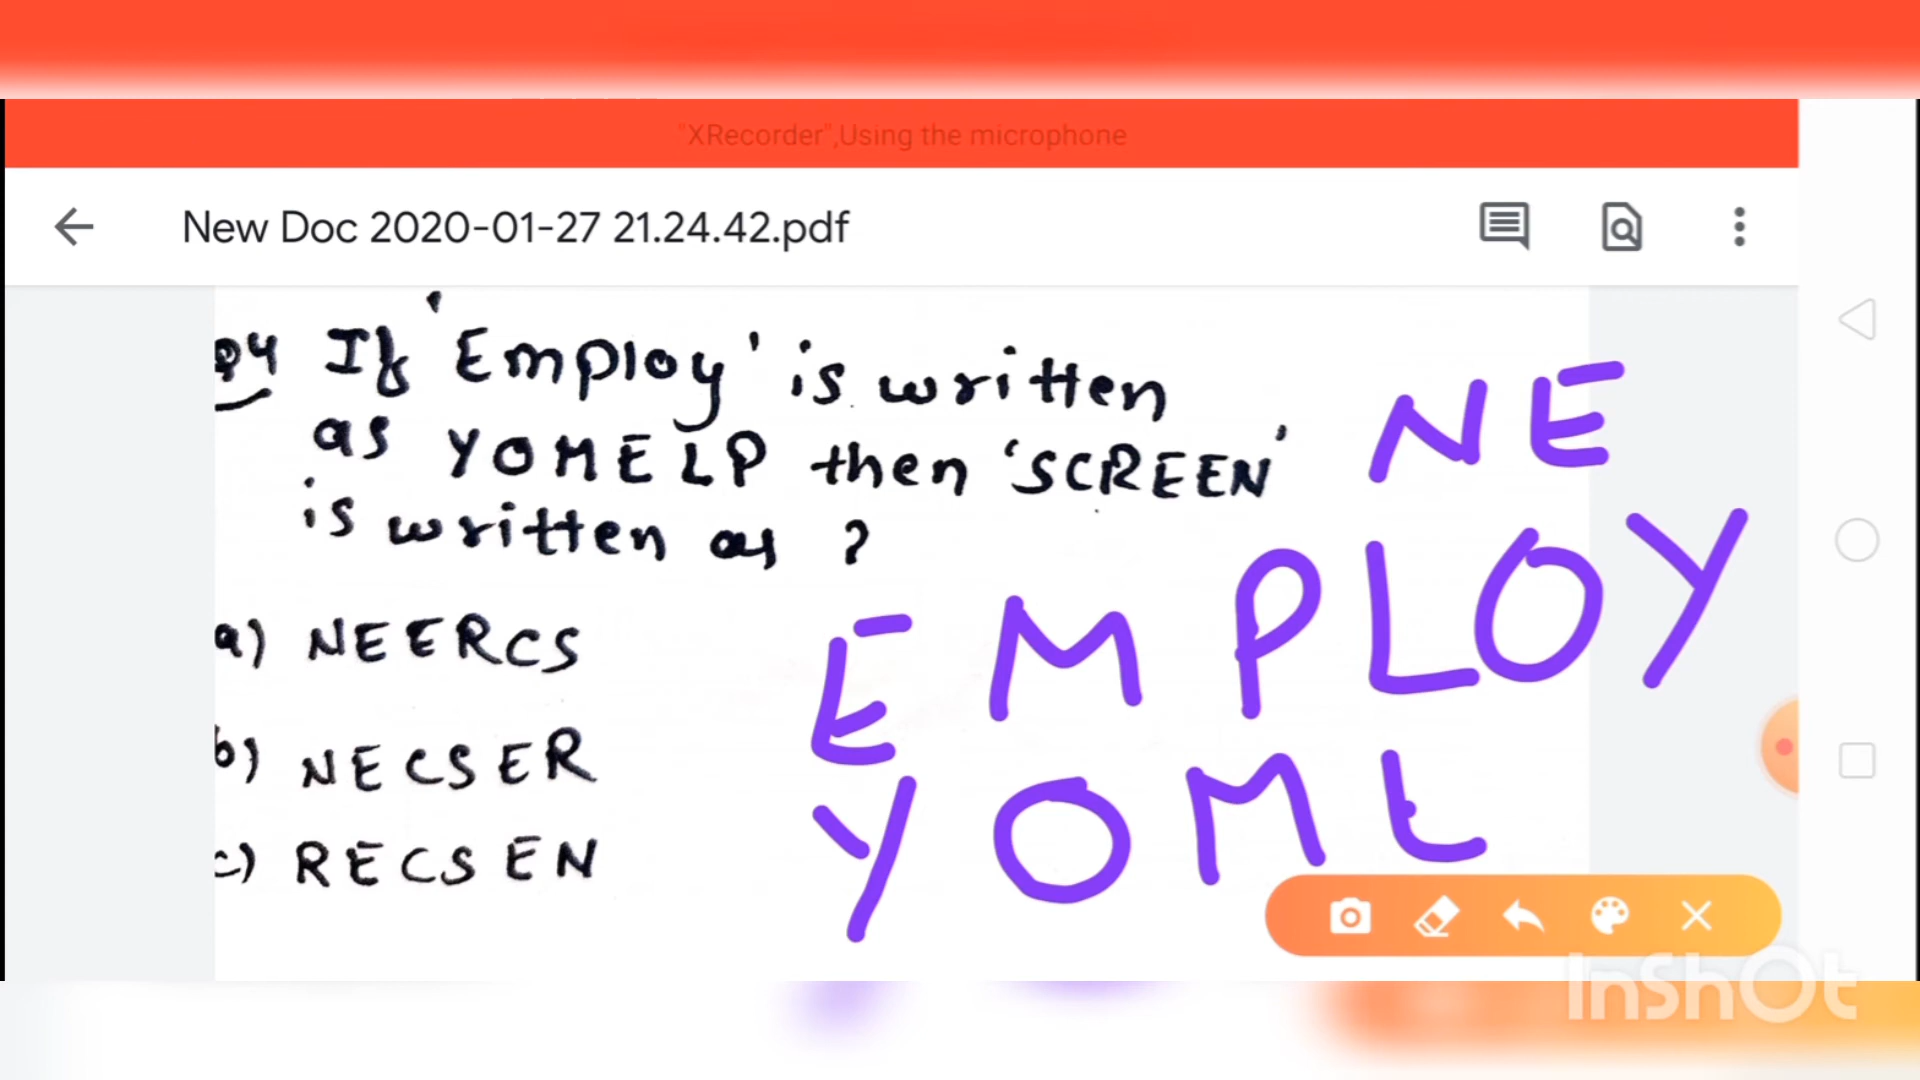 "XRecorder",Using the microphone
New Doc 2020-01-27 21.24.42.pdf
Q4 If 'Employ' is written
as YOMELP then 'SCREEN'
is written as ?
a) NEERCS
b) NECSER
c) RECSEN
NE
EMPLOY
YOML
InShOt